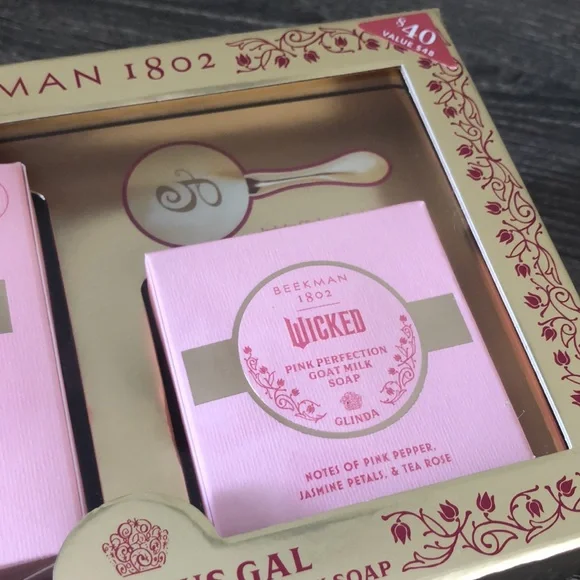 MAN 1802
$40
VALUE $48
BEEKMAN
1802
WICKED
PINK PERFECTION
GOAT MILK
SOAP
GLINDA
NOTES OF PINK PEPPER,
JASMINE PETALS, & TEA ROSE
GAL
SOAP